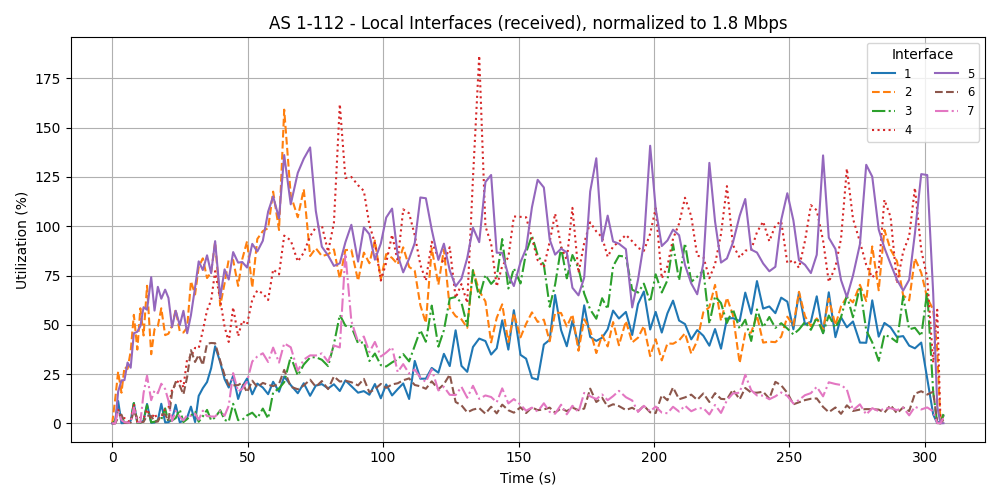 AS 1-112 - Local Interfaces (received), normalized to 1.8 Mbps
Utilization (%)
175
150
125
100
75
50
25
0
0 50 100 150 200 250 300
Time (s)
Interface
1 5
2 6
3 7
4